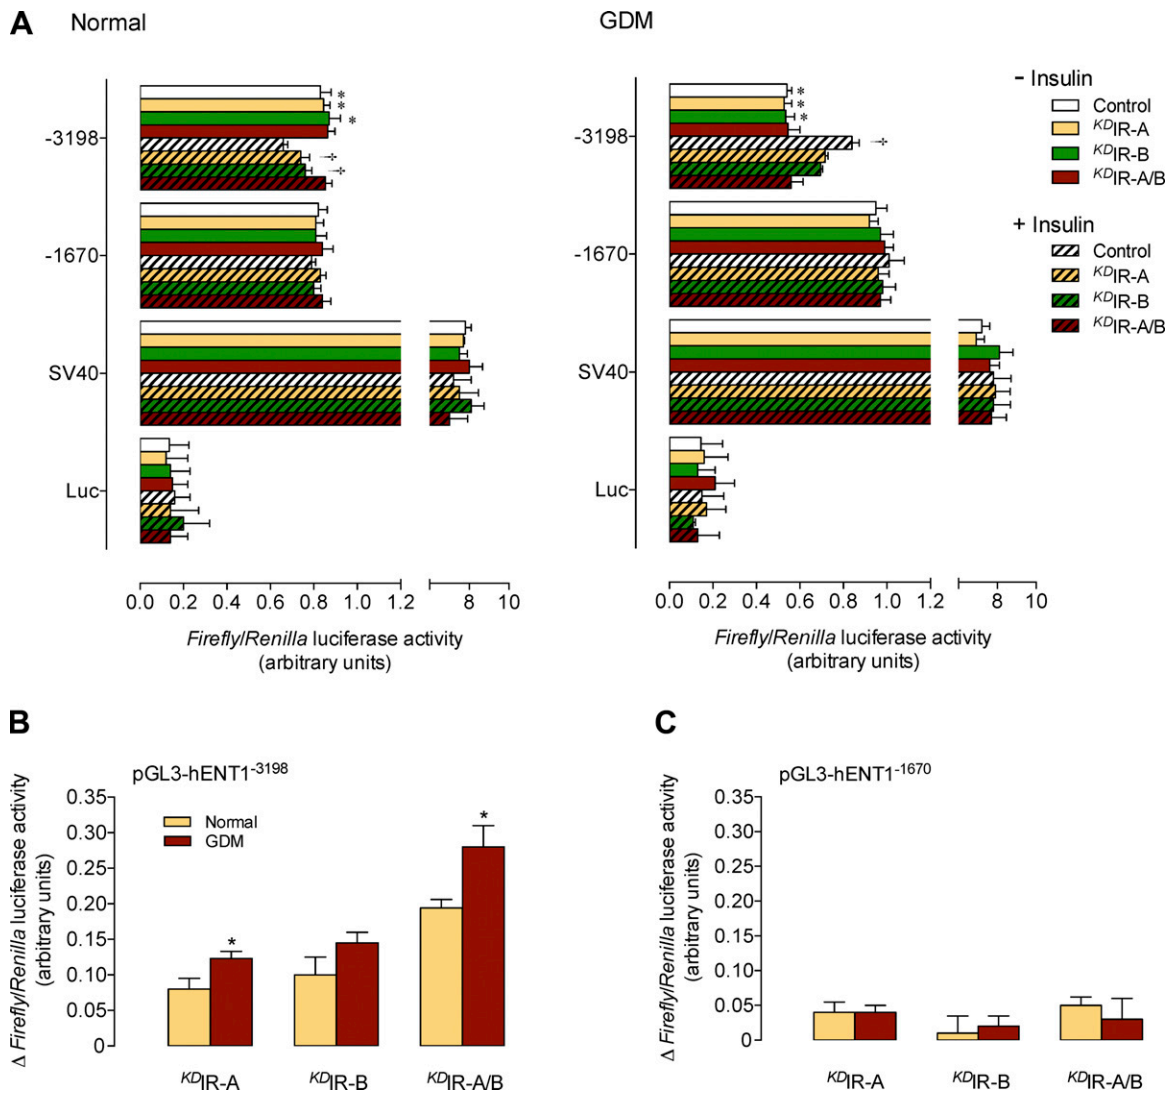 A
Normal
GDM
-3198
-1670
SV40
Luc
*
*
*
0.0 0.2 0.4 0.6 0.8 1.0 1.2 8 10
Firefly/Renilla luciferase activity
(arbitrary units)
-3198
-1670
SV40
Luc
*
*
*
0.0 0.2 0.4 0.6 0.8 1.0 1.2 8 10
Firefly/Renilla luciferase activity
(arbitrary units)
− Insulin
Control
KDIR-A
KDIR-B
KDIR-A/B
+ Insulin
Control
KDIR-A
KDIR-B
KDIR-A/B
B
pGL3-hENT1-3198
Normal
GDM
Δ Firefly/Renilla luciferase activity
(arbitrary units)
0.35
0.30
0.25
0.20
0.15
0.10
0.05
0
*
*
KDIR-A KDIR-B KDIR-A/B
C
pGL3-hENT1-1670
Δ Firefly/Renilla luciferase activity
(arbitrary units)
0.35
0.30
0.25
0.20
0.15
0.10
0.05
0
KDIR-A KDIR-B KDIR-A/B